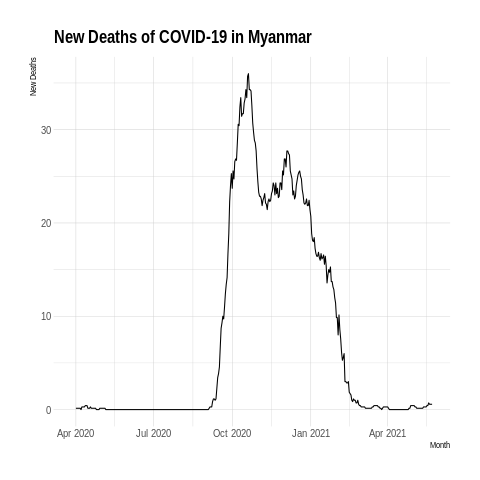 New Deaths of COVID-19 in Myanmar
New Deaths
30
20
10
0
Apr 2020 Jul 2020 Oct 2020 Jan 2021 Apr 2021
Month